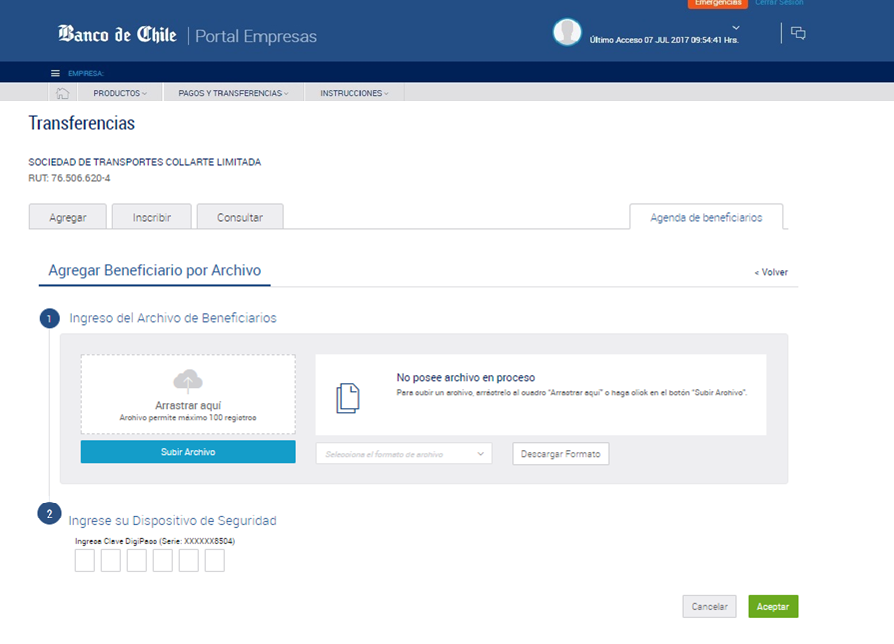 Emergencias
Cerrar Sesión
Banco de Chile | Portal Empresas
Último Acceso 07 JUL 2017 09:54:41 Hrs.
EMPRESA:
PRODUCTOS
PAGOS Y TRANSFERENCIAS
INSTRUCCIONES
Transferencias
SOCIEDAD DE TRANSPORTES COLLARTE LIMITADA
RUT: 76.506.620-4
Agregar
Inscribir
Consultar
Agenda de beneficiarios
Agregar Beneficiario por Archivo
< Volver
1
Ingreso del Archivo de Beneficiarios
Arrastrar aquí
Archivo permite máximo 100 registros
Subir Archivo
No posee archivo en proceso
Para subir un archivo, arrástrelo al cuadro "Arrastrar aquí" o haga click en el botón "Subir Archivo".
Seleccione el formato de archivo
Descargar Formato
2
Ingrese su Dispositivo de Seguridad
Ingrese Clave DigiPass (Serie: XXXXXX8504)
Cancelar
Aceptar